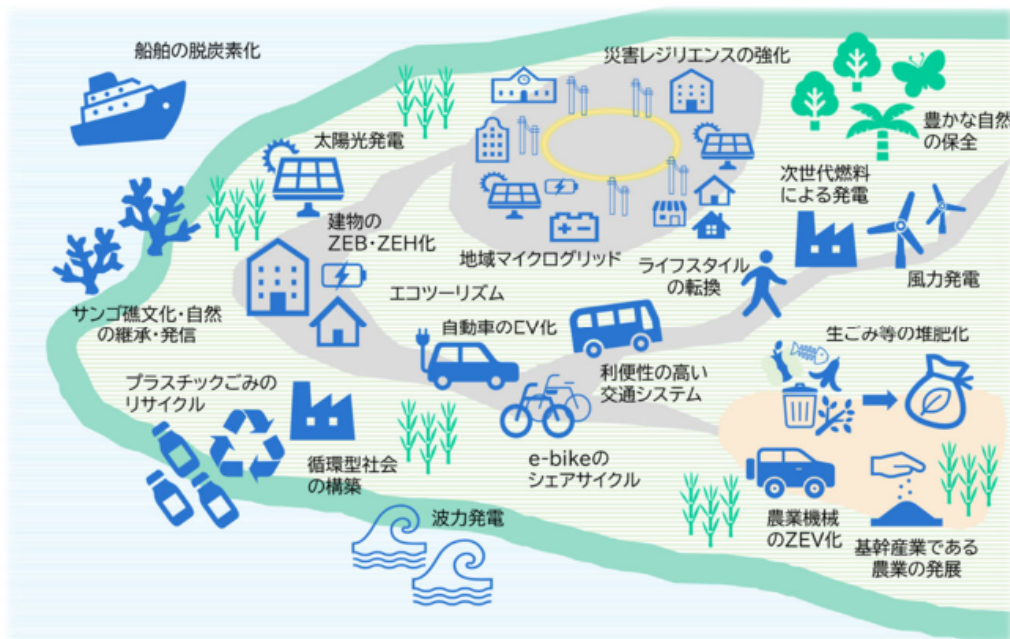 船舶の脱炭素化
災害レジリエンスの強化
太陽光発電
豊かな自然
の保全
次世代燃料
による発電
建物の
ZEB・ZEH化
地域マイクログリッド
ライフスタイル
の転換
風力発電
エコツーリズム
サンゴ礁文化・自然
の継承・発信
自動車のEV化
生ごみ等の堆肥化
プラスチックごみの
リサイクル
利便性の高い
交通システム
循環型社会
の構築
e-bikeの
シェアサイクル
波力発電
農業機械
のZEV化
基幹産業である
農業の発展